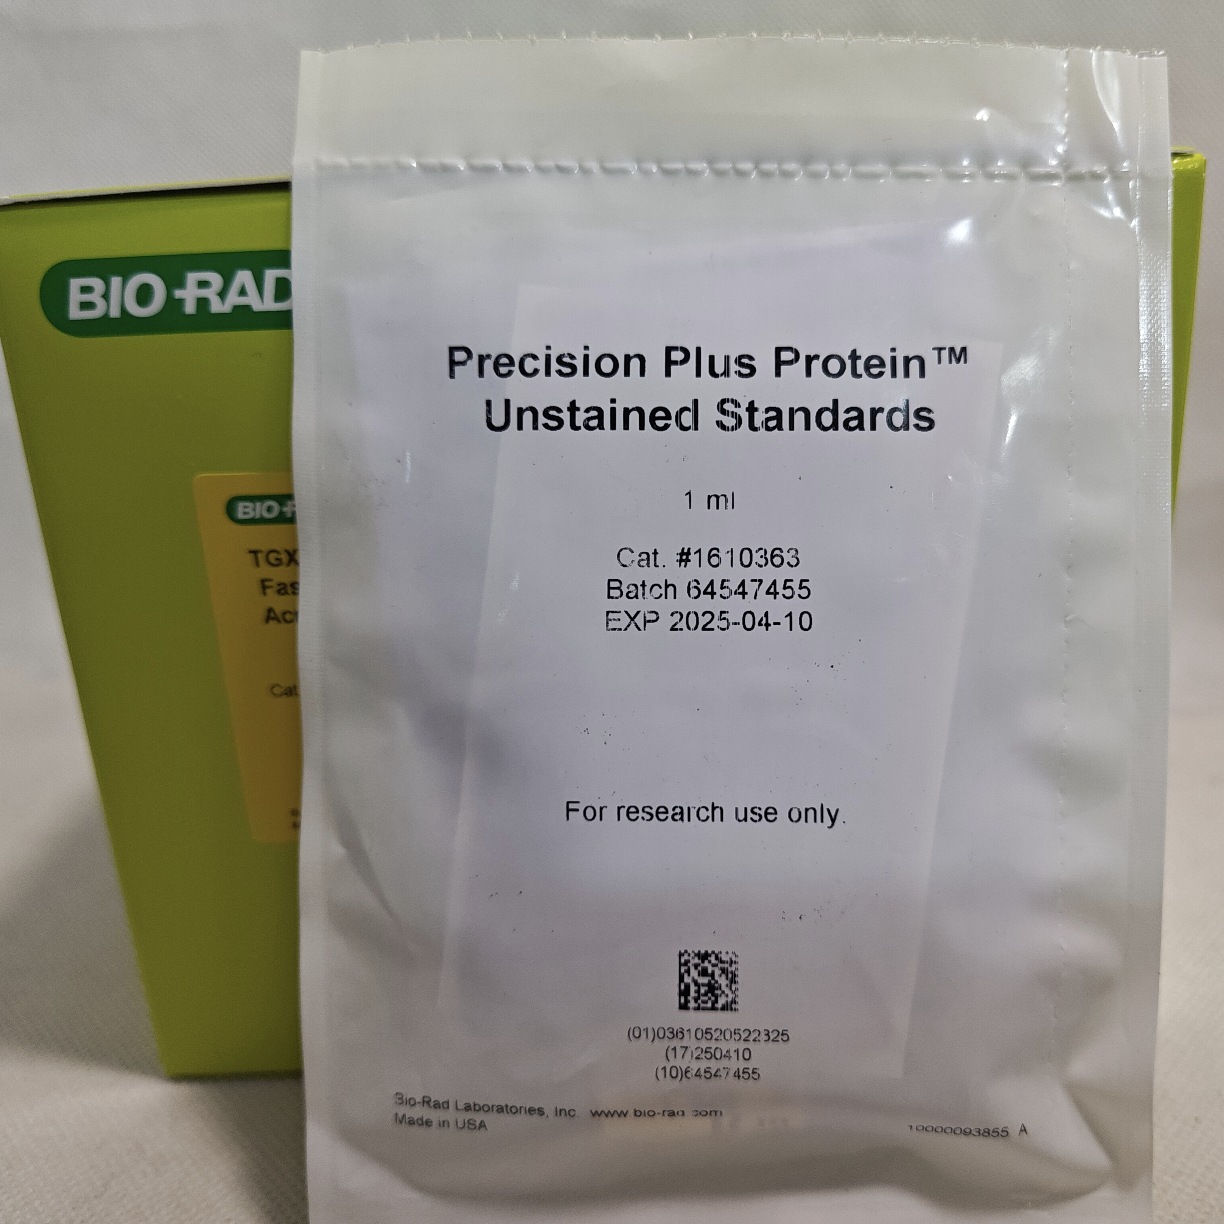 BIO-RAD
BIO-R
TGX
Fas
Acr
Cat
Precision Plus Protein™
Unstained Standards
1 ml
Cat. #1610363
Batch 64547455
EXP 2025-04-10
For research use only.
(01)03610520522325
(17)250410
(10)64547455
Bio-Rad Laboratories, Inc. www.bio-rad.com
Made in USA
10000093855 A